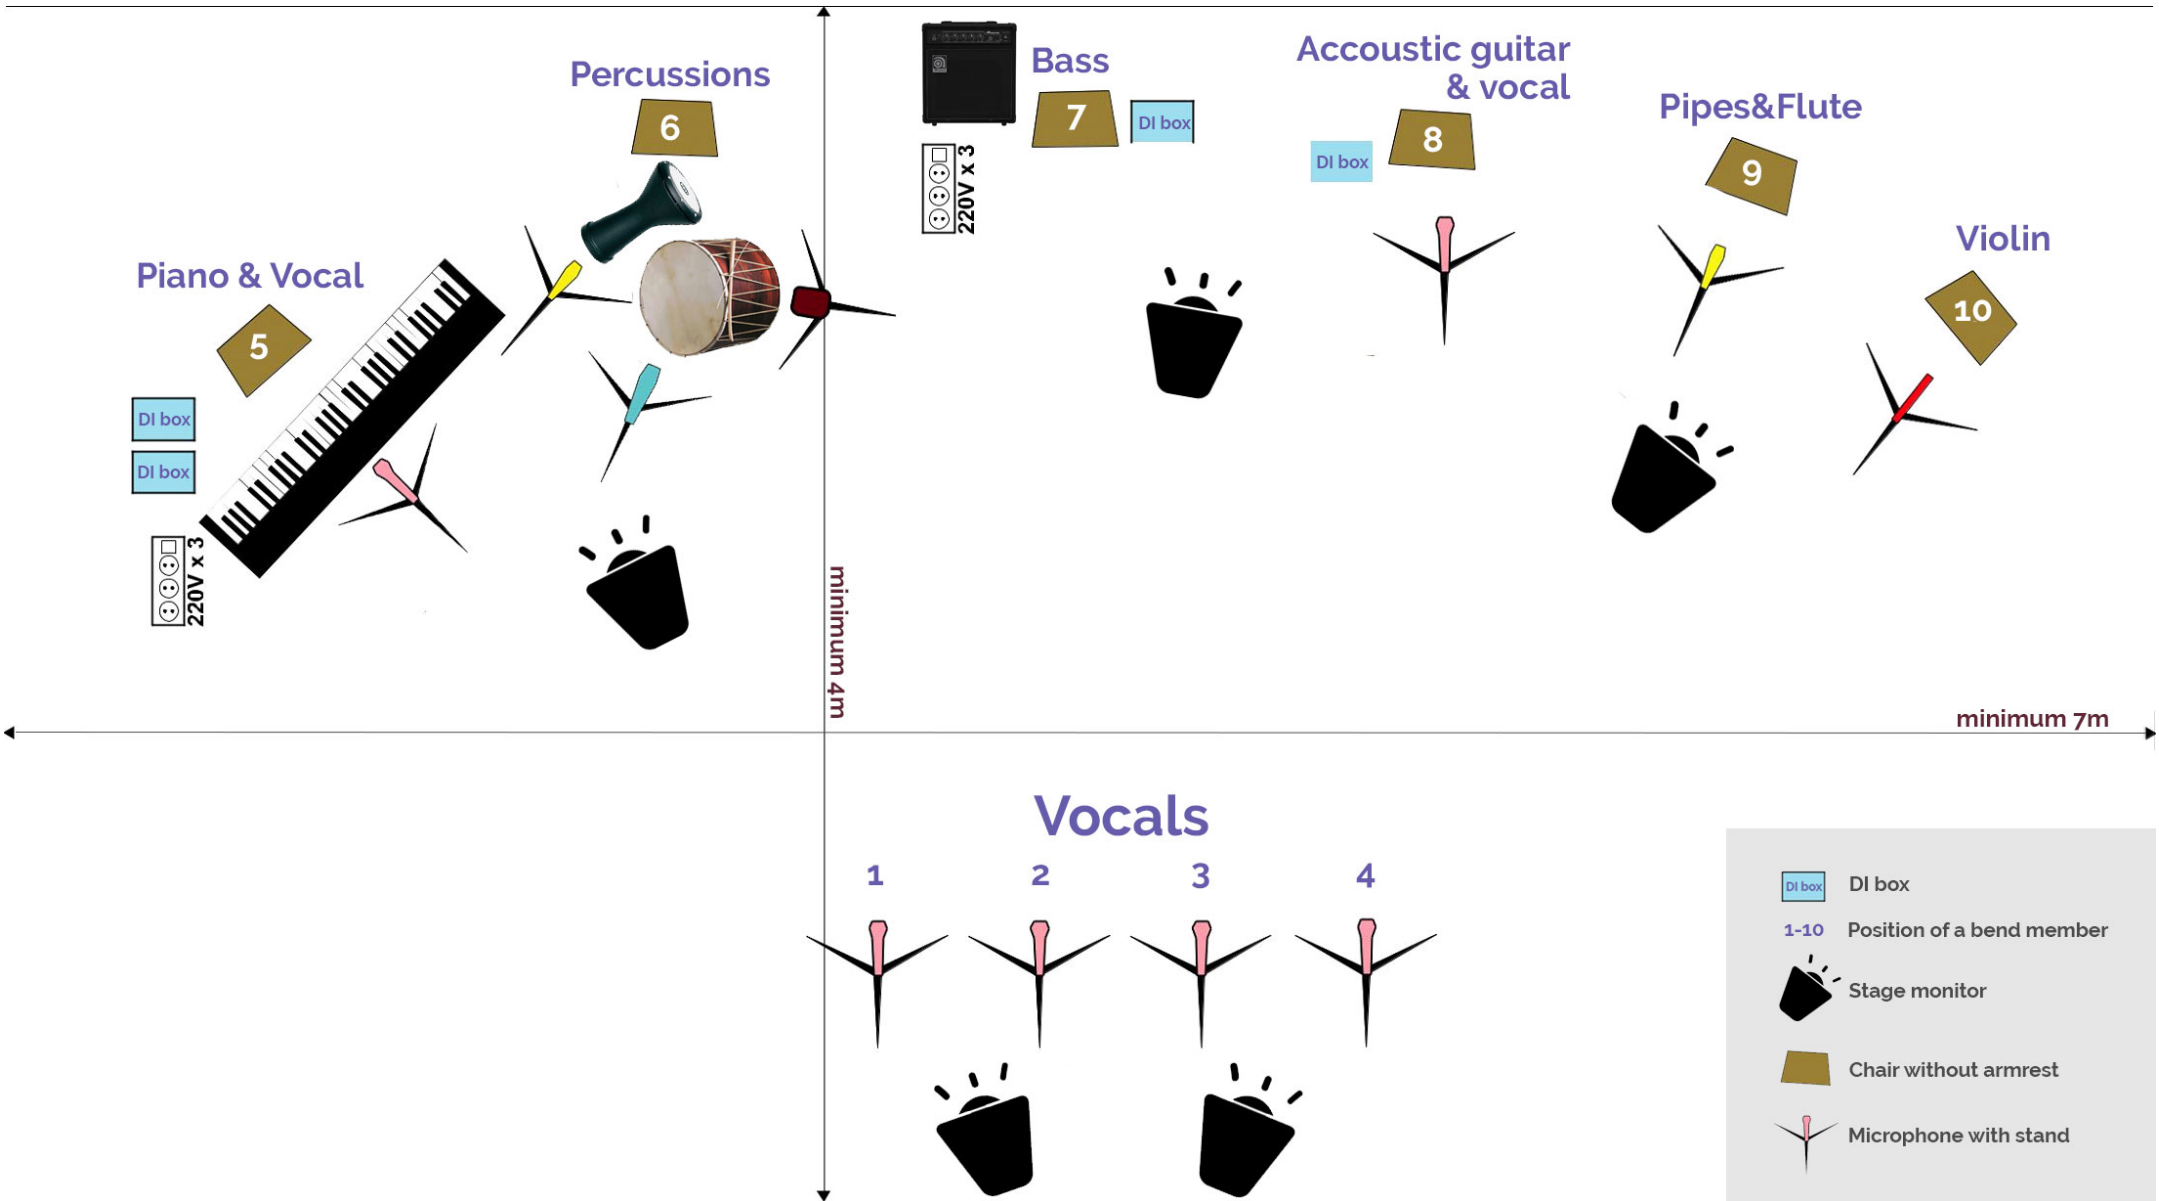 Percussions
6
Bass
7
DI box
220V x 3
Accoustic guitar
& vocal
8
DI box
Pipes&Flute
9
Violin
10
Piano & Vocal
5
DI box
DI box
220V x 3
minimum 4m
minimum 7m
Vocals
1 2 3 4
DI box DI box
1-10 Position of a bend member
Stage monitor
Chair without armrest
Microphone with stand